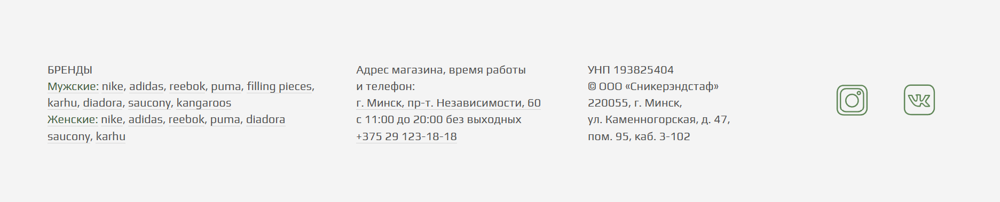 БРЕНДЫ
Мужские: nike, adidas, reebok, puma, filling pieces,
karhu, diadora, saucony, kangaroos
Женские: nike, adidas, reebok, puma, diadora
saucony, karhu
Адрес магазина, время работы
и телефон:
г. Минск, пр-т. Независимости, 60
с 11:00 до 20:00 без выходных
+375 29 123-18-18
УНП 193825404
© ООО «Сникерэндстаф»
220055, г. Минск,
ул. Каменногорская, д. 47,
пом. 95, каб. 3-102